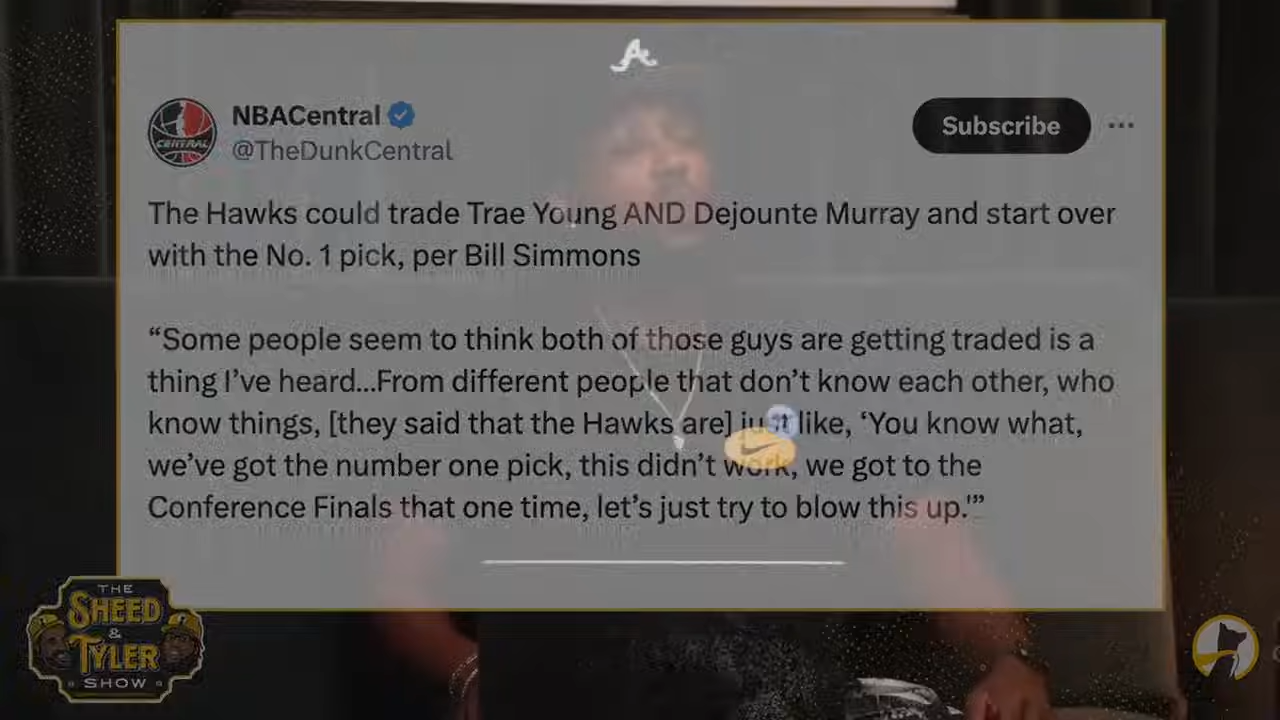 NBACentral
@TheDunkCentral
Subscribe
The Hawks could trade Trae Young AND Dejounte Murray and start over
with the No. 1 pick, per Bill Simmons
“Some people seem to think both of those guys are getting traded is a
thing I’ve heard...From different people that don’t know each other, who
know things, [they said that the Hawks are] just like, ‘You know what,
we’ve got the number one pick, this didn’t work, we got to the
Conference Finals that one time, let’s just try to blow this up.'”
A
CENTRAL
THE
SHEED
&
TYLER
SHOW